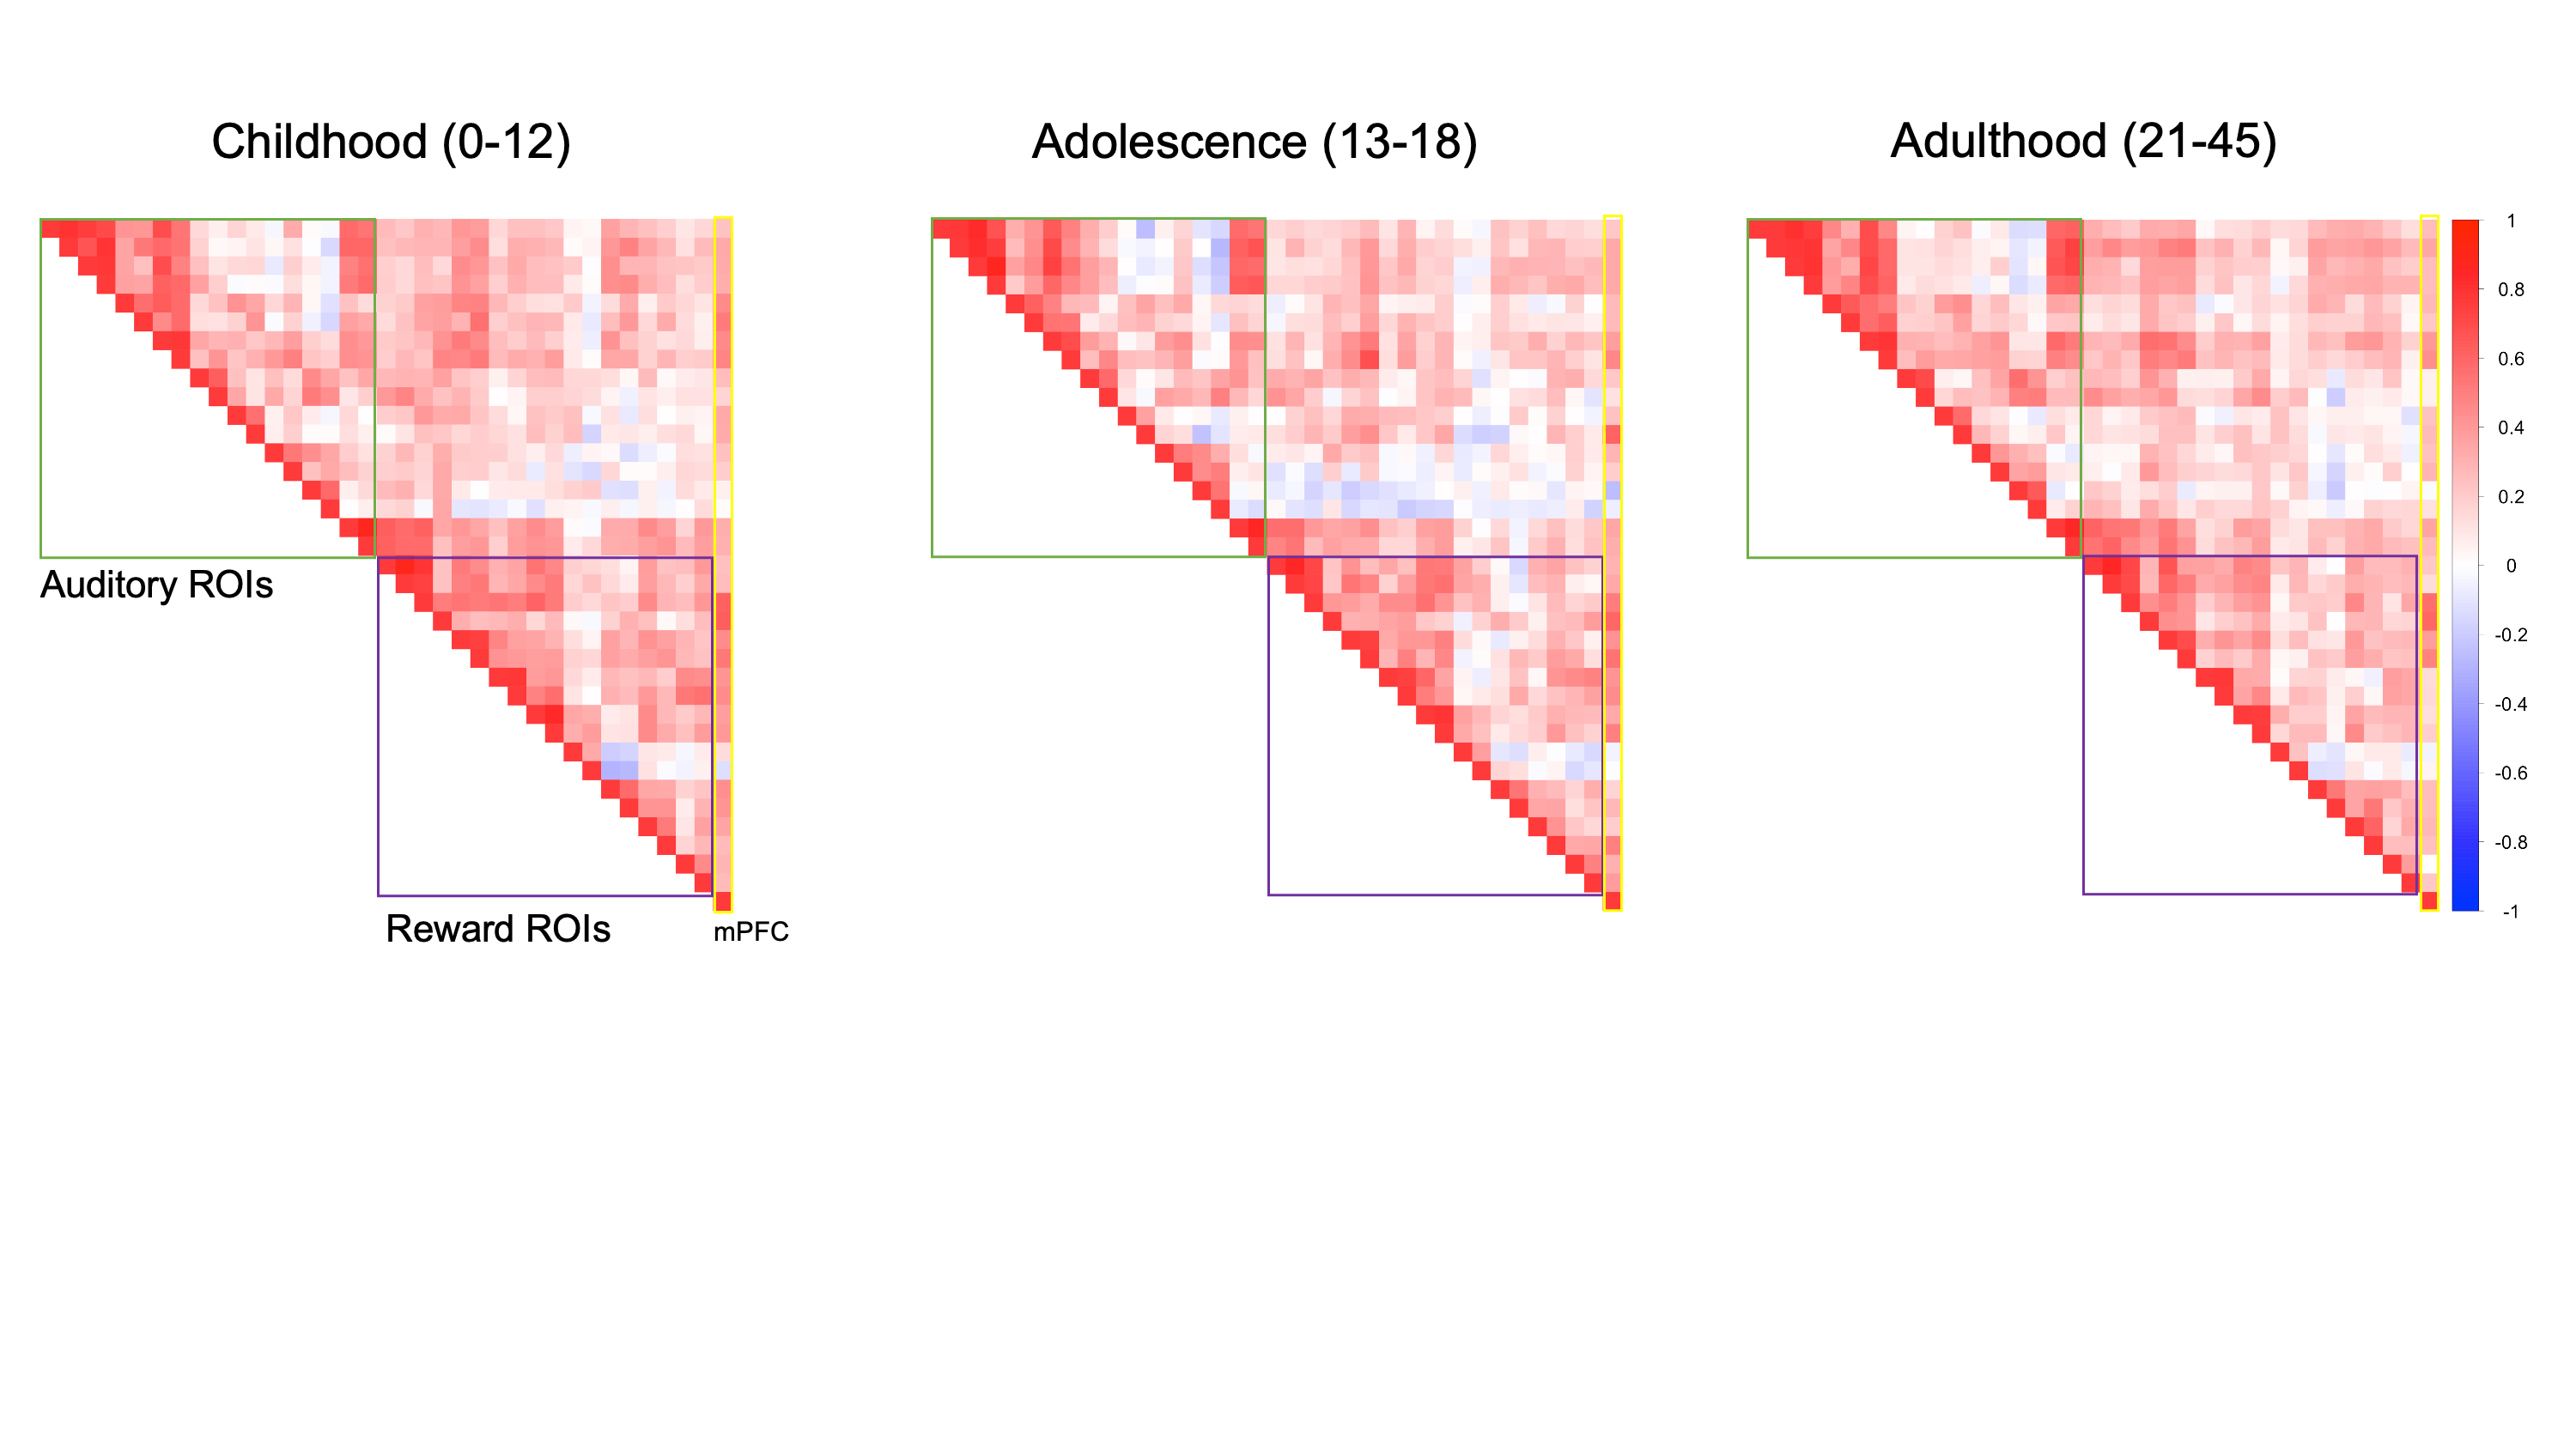 Childhood (0-12)
Adolescence (13-18)
Adulthood (21-45)
1
0.8
0.6
0.4
0.2
0
-0.2
-0.4
-0.6
-0.8
-1
Auditory ROIs
Reward ROIs
mPFC